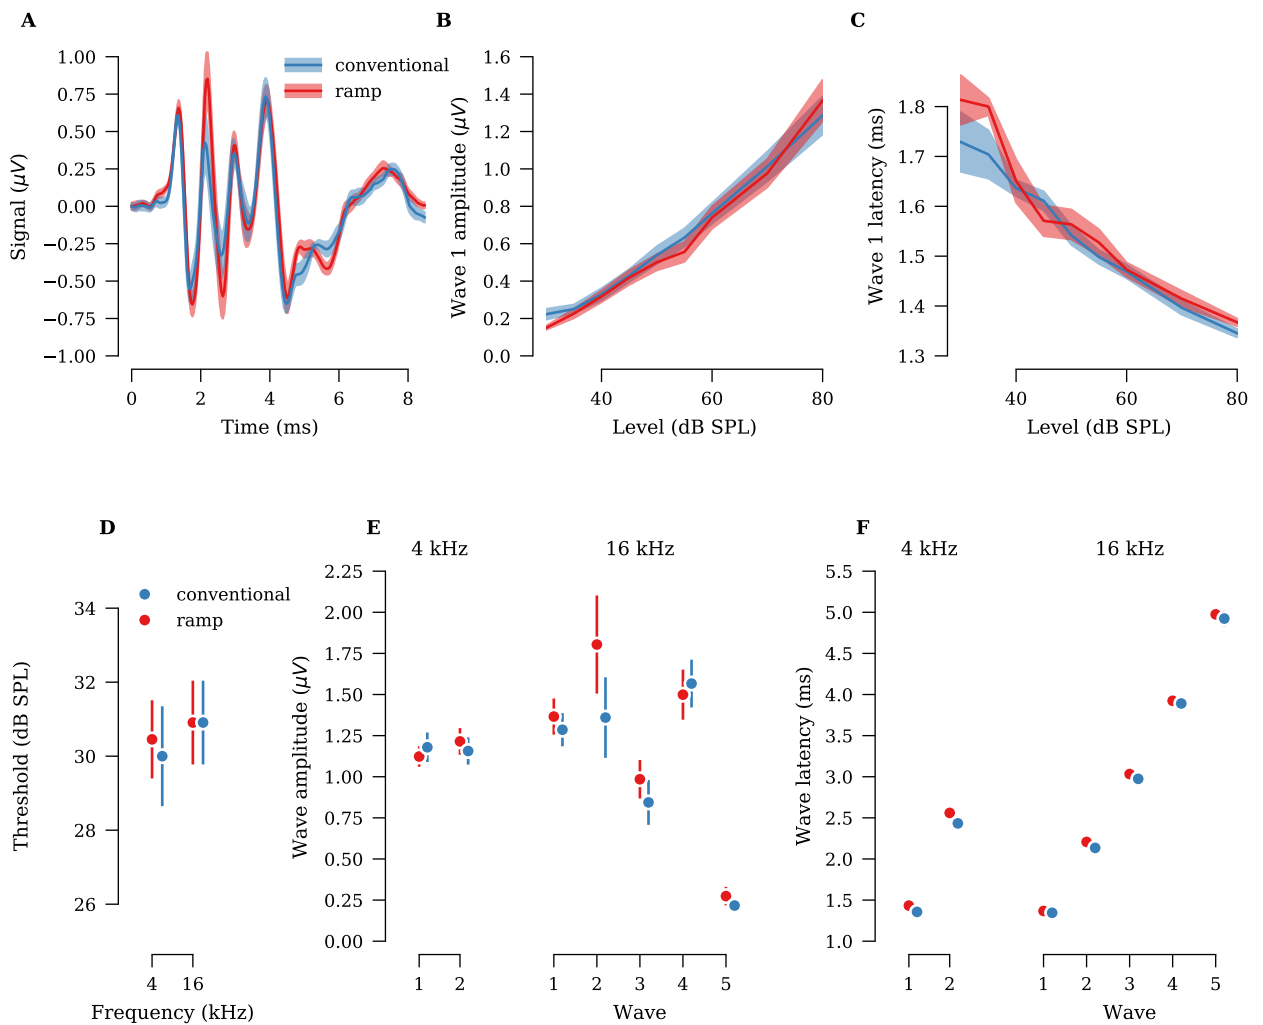 A
1.00
0.75
0.50
0.25
0.00
−0.25
−0.50
−0.75
−1.00
Signal (μV)
0 2 4 6 8
Time (ms)
conventional
ramp
B
1.6
1.4
1.2
1.0
0.8
0.6
0.4
0.2
0.0
Wave 1 amplitude (μV)
40 60 80
Level (dB SPL)
C
1.8
1.7
1.6
1.5
1.4
1.3
Wave 1 latency (ms)
40 60 80
Level (dB SPL)
D
conventional
ramp
34
32
30
28
26
Threshold (dB SPL)
4 16
Frequency (kHz)
E
4 kHz 16 kHz
2.25
2.00
1.75
1.50
1.25
1.00
0.75
0.50
0.25
0.00
Wave amplitude (μV)
1 2 1 2 3 4 5
Wave
F
4 kHz 16 kHz
5.5
5.0
4.5
4.0
3.5
3.0
2.5
2.0
1.5
1.0
Wave latency (ms)
1 2 1 2 3 4 5
Wave